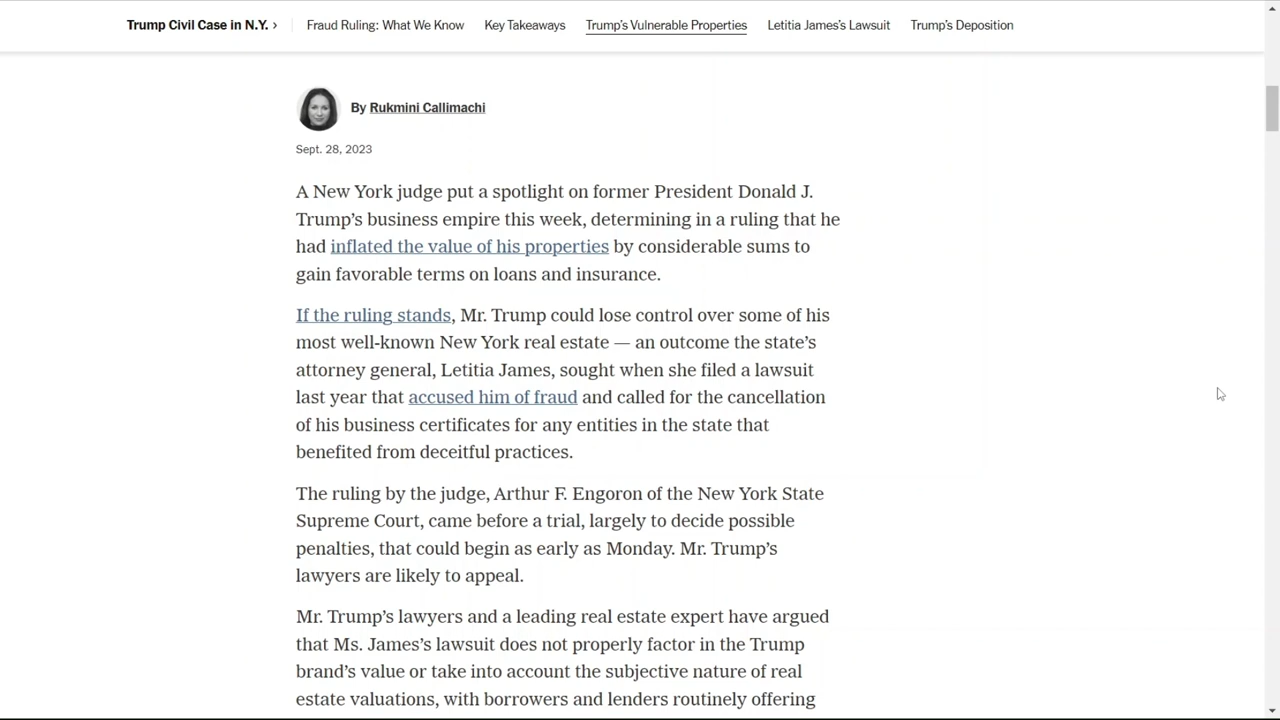 Trump Civil Case in N.Y. › Fraud Ruling: What We Know Key Takeaways Trump’s Vulnerable Properties Letitia James’s Lawsuit Trump’s Deposition
By Rukmini Callimachi
Sept. 28, 2023
A New York judge put a spotlight on former President Donald J.
Trump’s business empire this week, determining in a ruling that he
had inflated the value of his properties by considerable sums to
gain favorable terms on loans and insurance.
If the ruling stands, Mr. Trump could lose control over some of his
most well-known New York real estate — an outcome the state’s
attorney general, Letitia James, sought when she filed a lawsuit
last year that accused him of fraud and called for the cancellation
of his business certificates for any entities in the state that
benefited from deceitful practices.
The ruling by the judge, Arthur F. Engoron of the New York State
Supreme Court, came before a trial, largely to decide possible
penalties, that could begin as early as Monday. Mr. Trump’s
lawyers are likely to appeal.
Mr. Trump’s lawyers and a leading real estate expert have argued
that Ms. James’s lawsuit does not properly factor in the Trump
brand’s value or take into account the subjective nature of real
estate valuations, with borrowers and lenders routinely offering